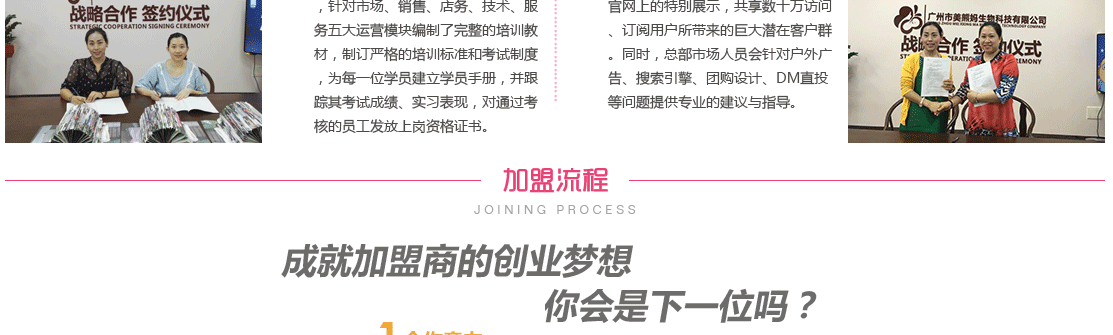 战略合作 签约仪式
STRATEGIC COOPERATION SIGNING CEREMONY
，针对市场、销售、店务、技术、服
务五大运营模块编制了完整的培训教
材，制订严格的培训标准和考试制度
，为每一位学员建立学员手册，并跟
踪其考试成绩、实习表现，对通过考
核的员工发放上岗资格证书。
官网上的特别展示，共享数十万访问
、订阅用户所带来的巨大潜在客户群
。同时，总部市场人员会针对户外广
告、搜索引擎、团购设计、DM直投
等问题提供专业的建议与指导。
广州市美熙妈生物科技有限公司
战略合作 签约仪式
加盟流程
JOINING PROCESS
成就加盟商的创业梦想
你会是下一位吗？
1